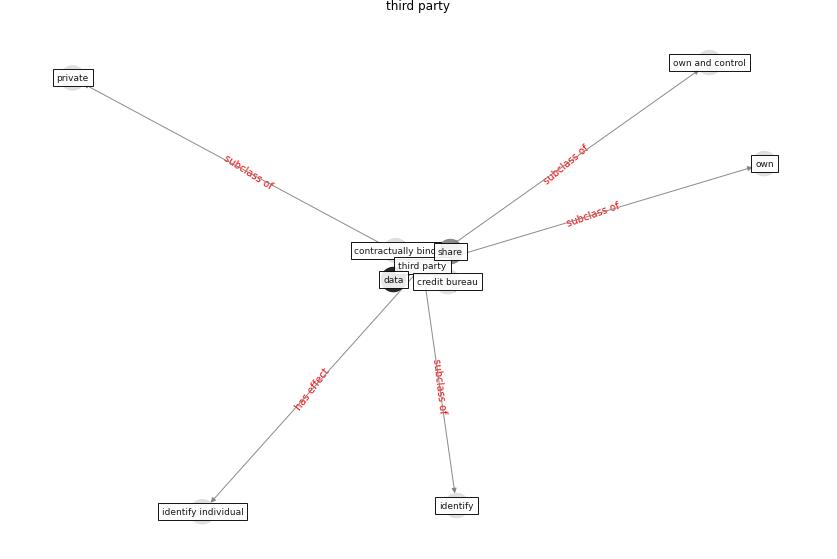 third party
own and control
private
subclass of
subclass of
own
subclass of
contractually bind
share
third party
data
credit bureau
has effect
subclass of
identify
identify individual